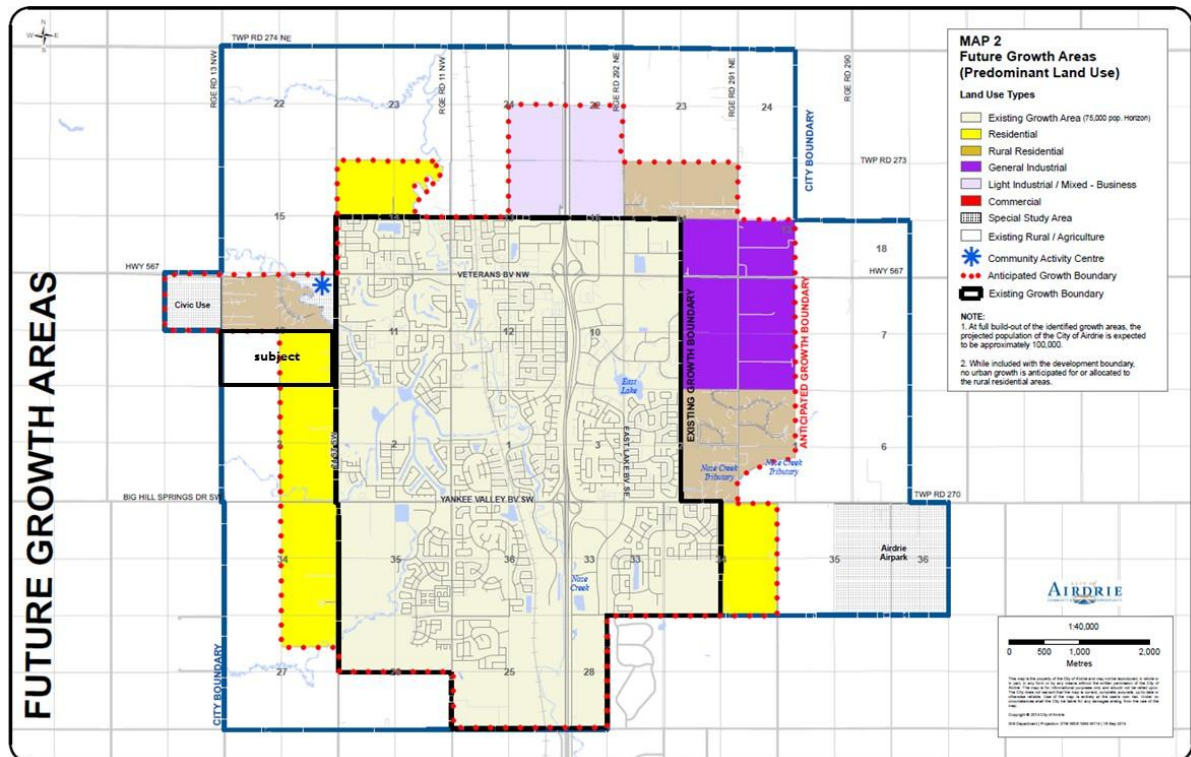 FUTURE GROWTH AREAS
N
W
E
S
TWP RD 274 NE
RGE RD 13 NW
RGE RD 11 NW
RGE RD 292 NE
RGE RD 291 NE
RGE RD 290
22
23
24
22
23
24
CITY BOUNDARY
TWP RD 273
15
18
HWY 567
VETERANS BV NW
HWY 567
Civic Use
11
12
10
7
subject
East
Lake
EXISTING GROWTH BOUNDARY
ANTICIPATED GROWTH BOUNDARY
2
1
3
6
EAST LAKE BV SE
Nose Creek
Tributary
Nose Creek
Tributary
BIG HILL SPRINGS DR SW
YANKEE VALLEY BV SW
TWP RD 270
34
35
36
33
33
35
36
Airdrie
Airpark
Nose
Creek
27
25
28
CITY BOUNDARY
MAP 2
Future Growth Areas
(Predominant Land Use)
Land Use Types
Existing Growth Area (75,000 pop. Horizon)
Residential
Rural Residential
General Industrial
Light Industrial / Mixed - Business
Commercial
Special Study Area
Existing Rural / Agriculture
Community Activity Centre
Anticipated Growth Boundary
Existing Growth Boundary
NOTE:
1. At full build-out of the identified growth areas, the
projected population of the City of Airdrie is expected
to be approximately 100,000.
2. While included with the development boundary,
no urban growth is anticipated for or allocated to
the rural residential areas.
CITY OF
AIRDRIE
1:40,000
0 500 1,000 2,000
Metres